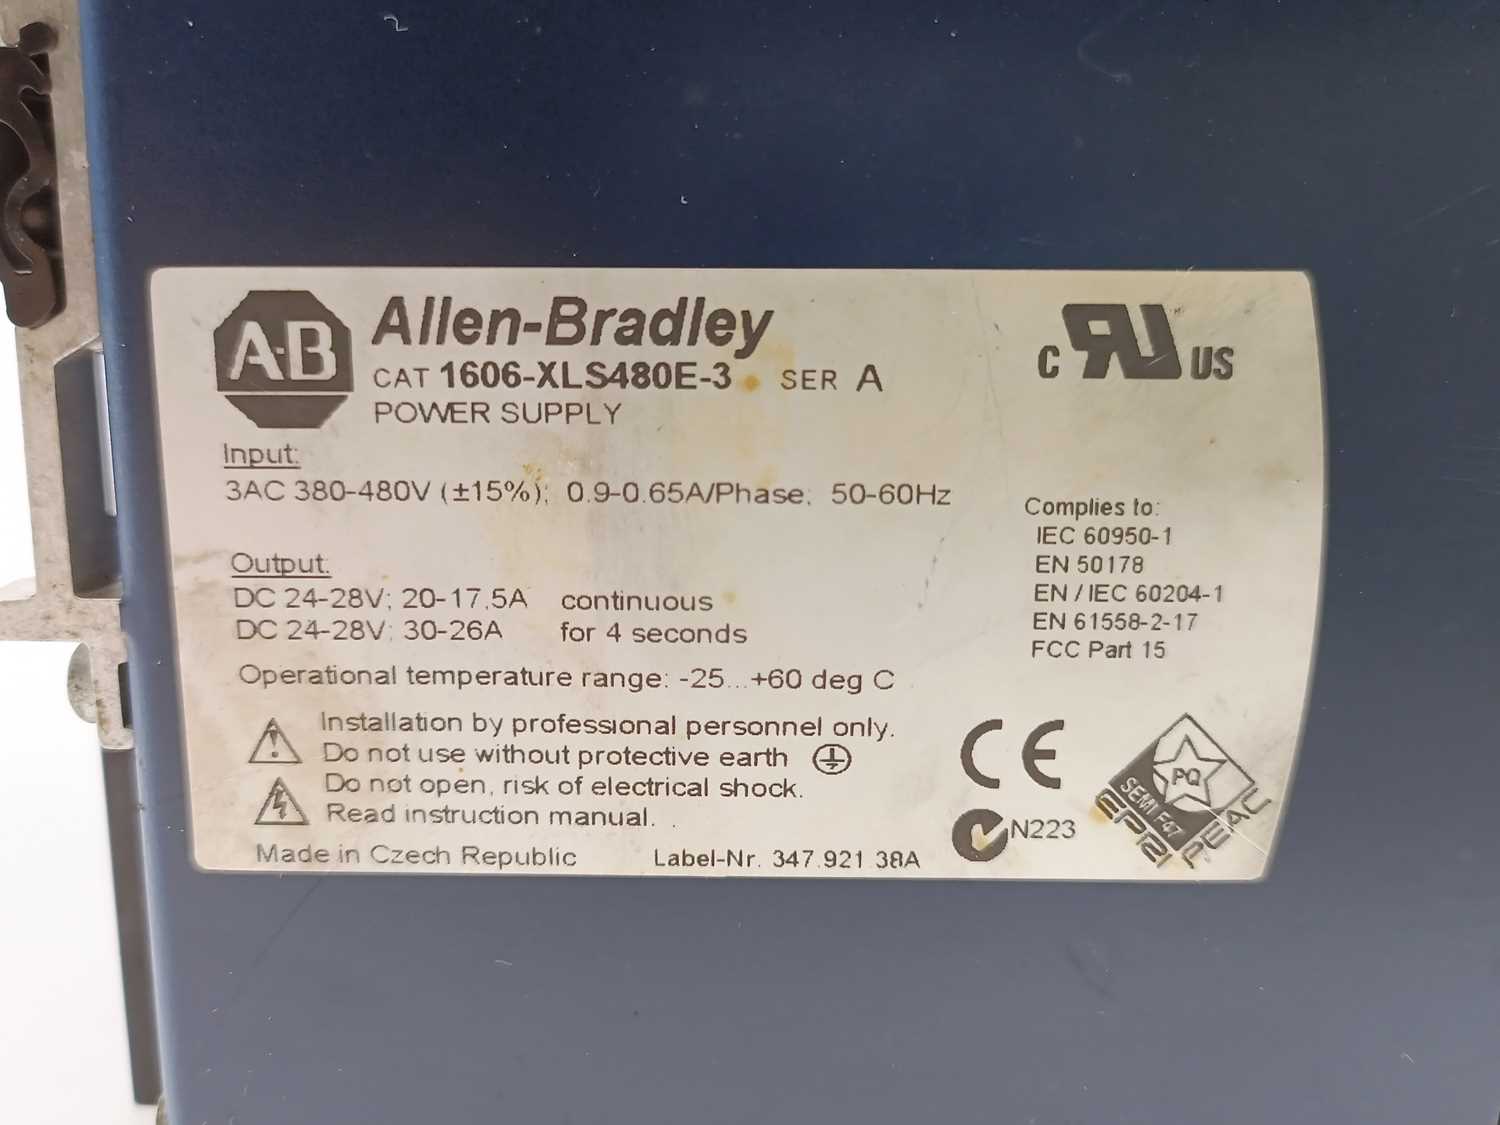 A-B Allen-Bradley
CAT 1606-XLS480E-3 SER A
POWER SUPPLY
Input:
3AC 380-480V (±15%); 0.9-0.65A/Phase; 50-60Hz
Output:
DC 24-28V; 20-17,5A continuous
DC 24-28V; 30-26A for 4 seconds
Operational temperature range: -25...+60 deg C
Installation by professional personnel only.
Do not use without protective earth
Do not open, risk of electrical shock.
Read instruction manual.
Made in Czech Republic Label-Nr. 347.921.38A
C RU US
Complies to:
IEC 60950-1
EN 50178
EN / IEC 60204-1
EN 61558-2-17
FCC Part 15
CE
N223
PQ
SEMI F47
EPRI PEAC